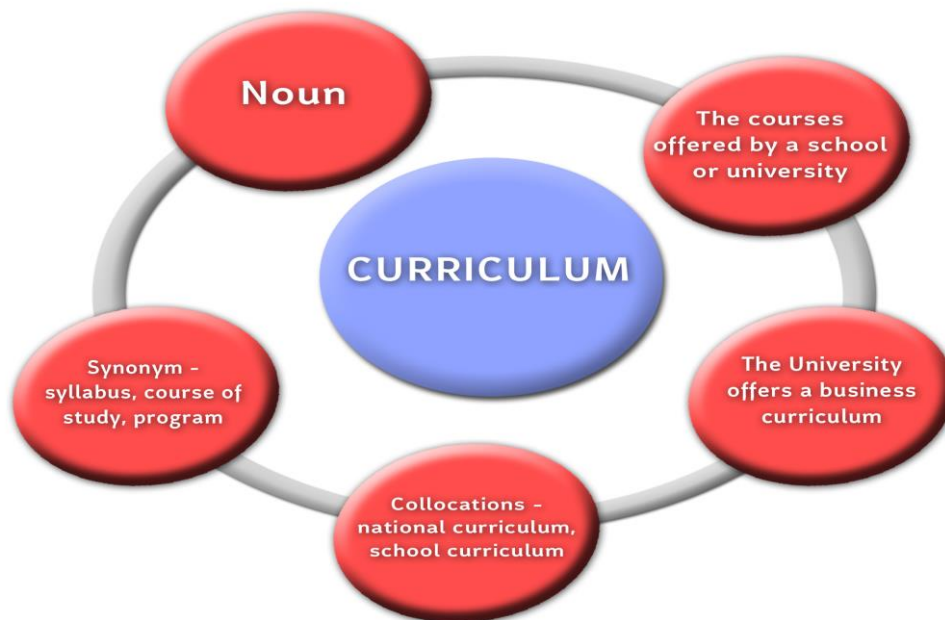 Noun
The courses
offered by a school
or university
CURRICULUM
Synonym -
syllabus, course of
study, program
The University
offers a business
curriculum
Collocations -
national curriculum,
school curriculum